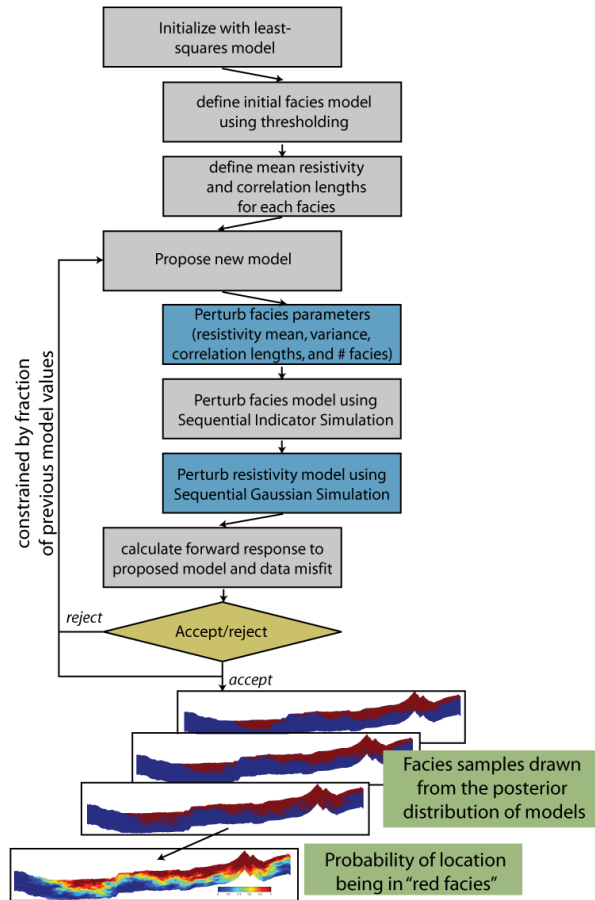 Initialize with least-
squares model
define initial facies model
using thresholding
define mean resistivity
and correlation lengths
for each facies
Propose new model
Perturb facies parameters
(resistivity mean, variance,
correlation lengths, and # facies)
Perturb facies model using
Sequential Indicator Simulation
Perturb resistivity model using
Sequential Gaussian Simulation
calculate forward response to
proposed model and data misfit
constrained by fraction
of previous model values
reject
Accept/reject
accept
Facies samples drawn
from the posterior
distribution of models
Probability of location
being in “red facies”